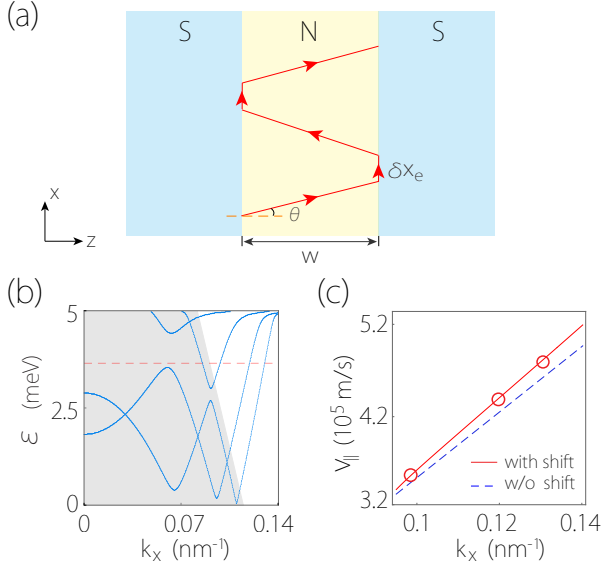 (a)
S N S
δx_e
θ
x
z
w
(b)
5
2.5
0
ε (meV)
0 0.07 0.14
k_x (nm⁻¹)
(c)
5.2
4.2
3.2
V_∥ (10⁵ m/s)
with shift
w/o shift
0.1 0.12 0.14
k_x (nm⁻¹)